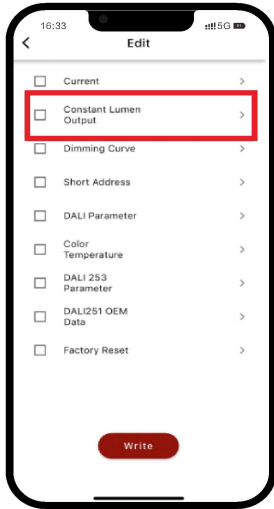 16:33
5G
Edit
Current
Constant Lumen
Output
Dimming Curve
Short Address
DALI Parameter
Color
Temperature
DALI 253
Parameter
DALI251 OEM
Data
Factory Reset
Write